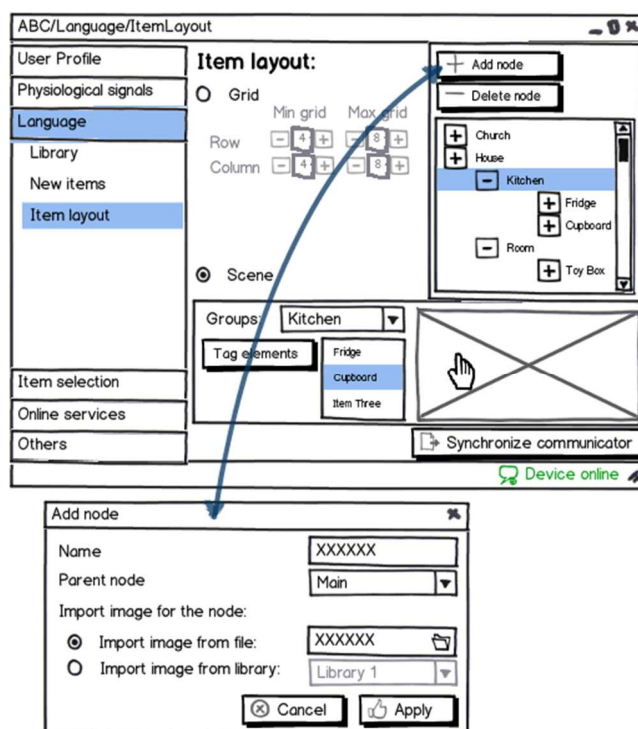 ABC/Language/ItemLayout
User Profile
Physiological signals
Language
Library
New items
Item layout
Item selection
Online services
Others
Item layout:
Grid
Min grid Max grid
Row - 4 + - 8 +
Column - 4 + - 8 +
Scene
+ Add node
- Delete node
+ Church
+ House
- Kitchen
+ Fridge
+ Cupboard
- Room
+ Toy Box
Groups: Kitchen
Tag elements
Fridge
Cupboard
Item Three
Synchronize communicator
Device online
Add node
Name XXXXXX
Parent node Main
Import image for the node:
Import image from file: XXXXXX
Import image from library: Library 1
Cancel Apply